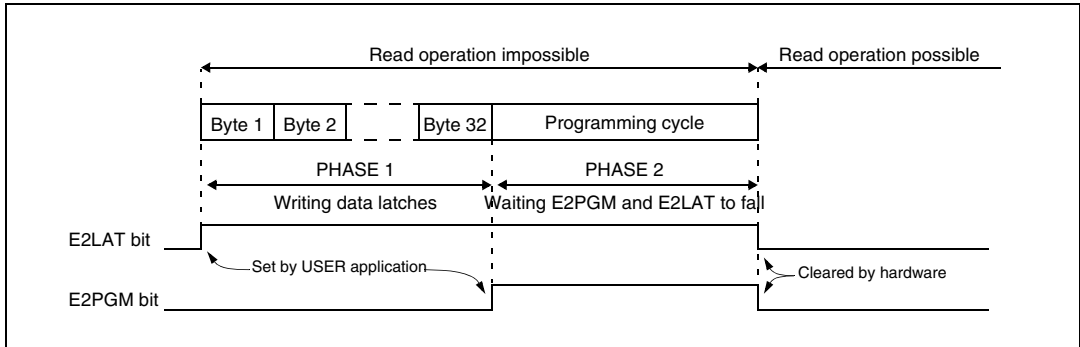 Read operation impossible Read operation possible
Byte 1 Byte 2 Byte 32 Programming cycle
PHASE 1 PHASE 2
Writing data latches Waiting E2PGM and E2LAT to fall
E2LAT bit
Set by USER application Cleared by hardware
E2PGM bit